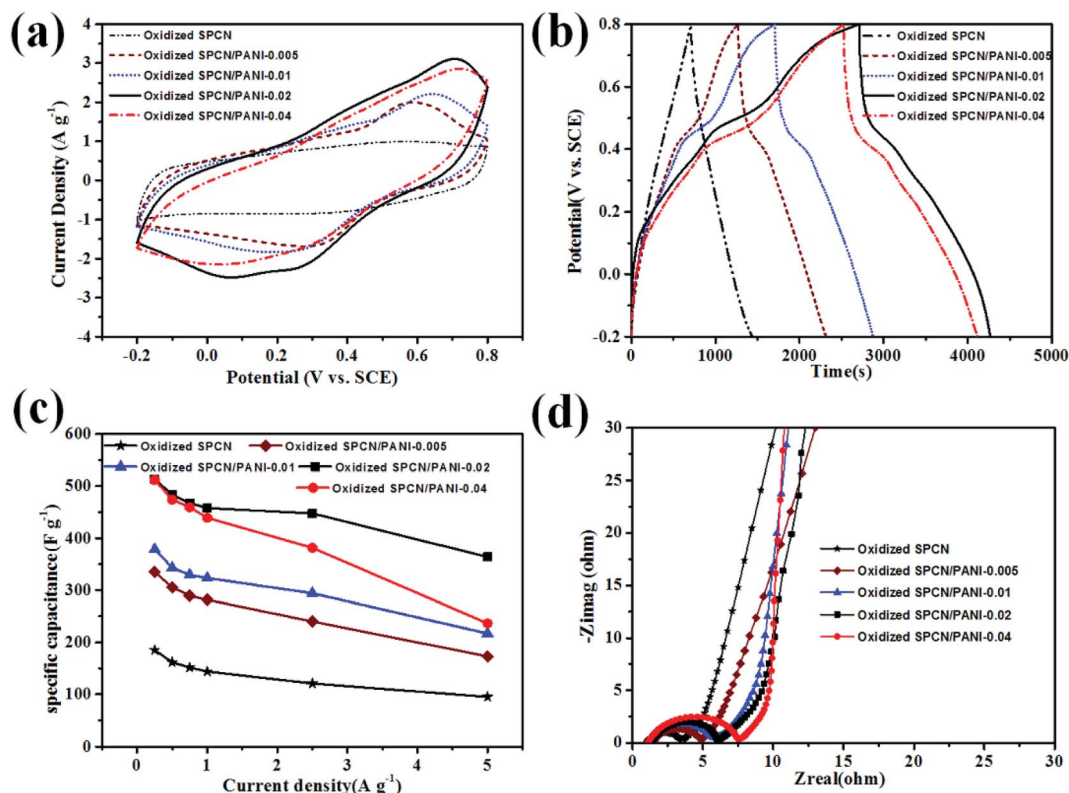 (a)
Oxidized SPCN
Oxidized SPCN/PANI-0.005
Oxidized SPCN/PANI-0.01
Oxidized SPCN/PANI-0.02
Oxidized SPCN/PANI-0.04
Current Density (A g⁻¹)
4
3
2
1
0
-1
-2
-3
-4
-0.2 0.0 0.2 0.4 0.6 0.8
Potential (V vs. SCE)
(b)
Oxidized SPCN
Oxidized SPCN/PANI-0.005
Oxidized SPCN/PANI-0.01
Oxidized SPCN/PANI-0.02
Oxidized SPCN/PANI-0.04
Potential(V vs. SCE)
0.8
0.6
0.4
0.2
0.0
-0.2
0 1000 2000 3000 4000 5000
Time(s)
(c)
Oxidized SPCN Oxidized SPCN/PANI-0.005
Oxidized SPCN/PANI-0.01 Oxidized SPCN/PANI-0.02
Oxidized SPCN/PANI-0.04
specific capacitance(F g⁻¹)
600
500
400
300
200
100
0
0 1 2 3 4 5
Current density(A g⁻¹)
(d)
Oxidized SPCN
Oxidized SPCN/PANI-0.005
Oxidized SPCN/PANI-0.01
Oxidized SPCN/PANI-0.02
Oxidized SPCN/PANI-0.04
-Zimag (ohm)
30
25
20
15
10
5
0
0 5 10 15 20 25 30
Zreal(ohm)